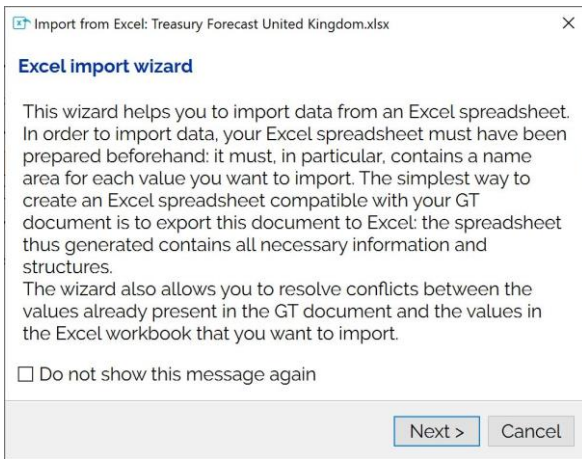 Import from Excel: Treasury Forecast United Kingdom.xlsx
Excel import wizard
This wizard helps you to import data from an Excel spreadsheet.
In order to import data, your Excel spreadsheet must have been
prepared beforehand: it must, in particular, contains a name
area for each value you want to import. The simplest way to
create an Excel spreadsheet compatible with your GT
document is to export this document to Excel: the spreadsheet
thus generated contains all necessary information and
structures.
The wizard also allows you to resolve conflicts between the
values already present in the GT document and the values in
the Excel workbook that you want to import.
Do not show this message again
Next > Cancel